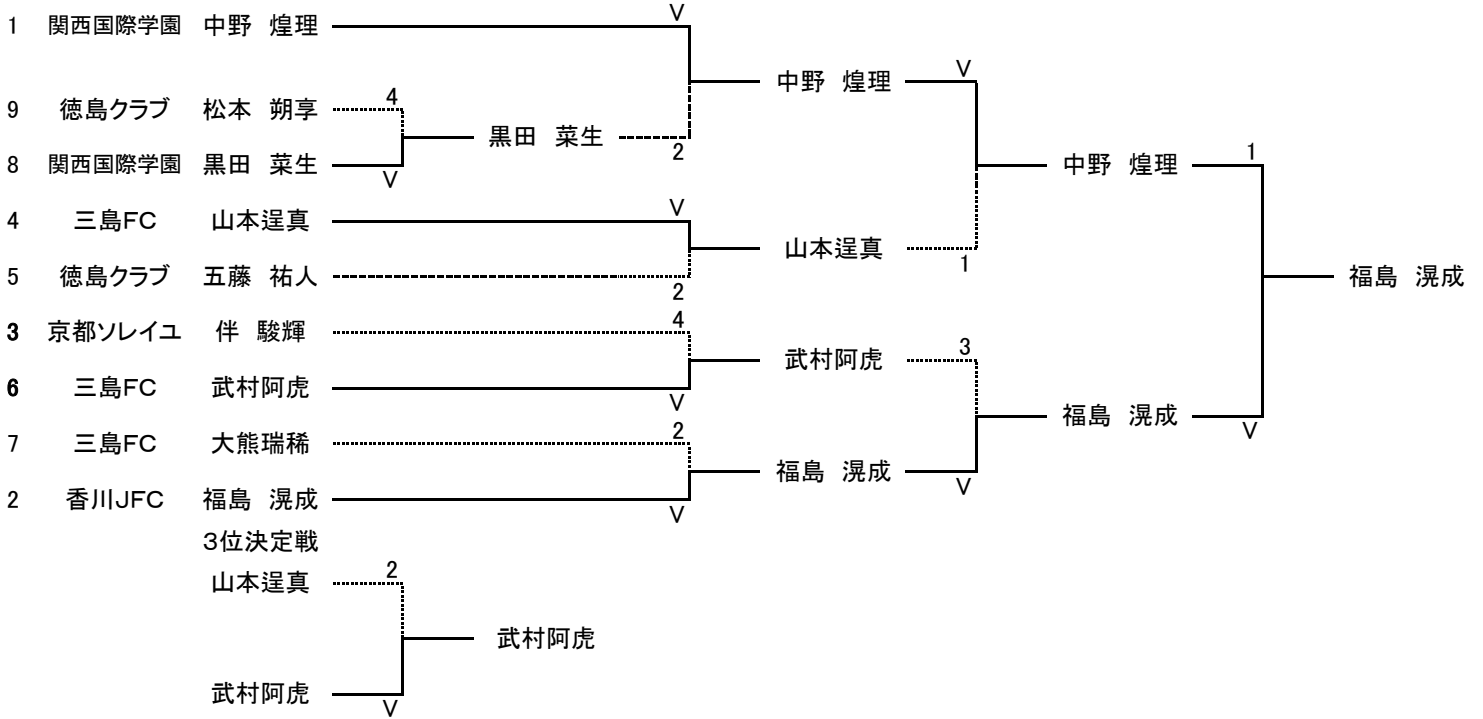 V
1 関西国際学園 中野 煌理
中野 煌理 V
9 徳島クラブ 松本 朔享 4
黒田 菜生 2
8 関西国際学園 黒田 菜生 V
中野 煌理 1
4 三島FC 山本逞真 V
山本逞真 1
5 徳島クラブ 五藤 祐人 2
福島 滉成
3 京都ソレイユ 伴 駿輝 4
武村阿虎 3
6 三島FC 武村阿虎 V
福島 滉成 V
7 三島FC 大熊瑞稀 2
福島 滉成 V
2 香川JFC 福島 滉成 V
3位決定戦
山本逞真 2
武村阿虎
武村阿虎 V